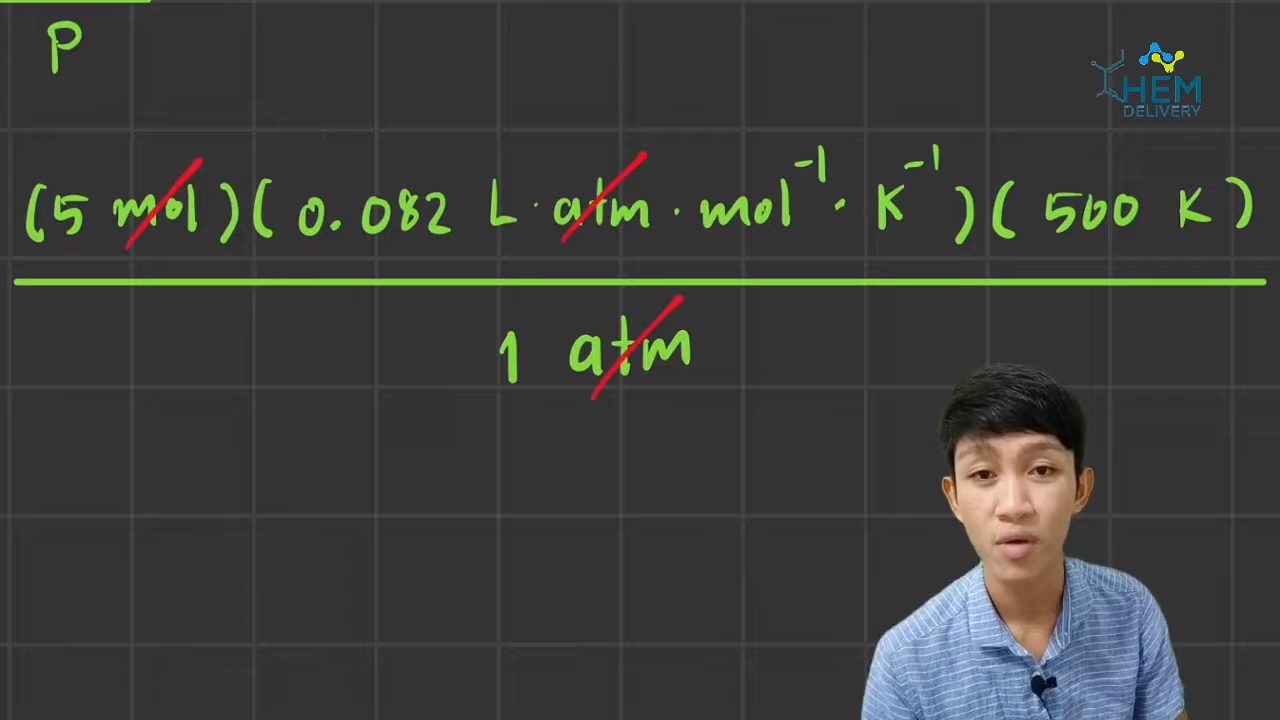 P
CHEM
DELIVERY
(5 mol)(0.082 L · atm · mol⁻¹ · K⁻¹)(500 K)
1 atm